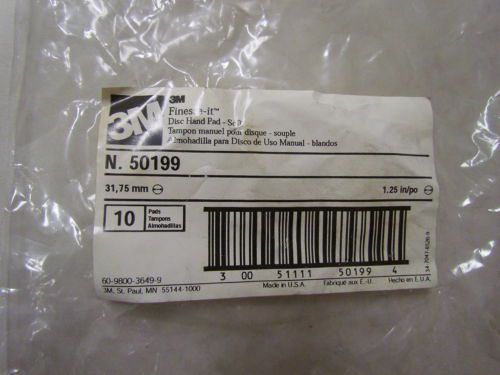 3M
3M
Finesse-it™
Disc Hand Pad - Soft
Tampon manuel pour disque - souple
Almohadilla para Disco de Uso Manual - blandos
N. 50199
31,75 mm
1.25 in/po
10
Pads
Tampons
Almohadillas
3 00 51111 50199 4
Made in U.S.A. Fabriqué aux E.-U. Hecho en E.U.A.
60-9800-3649-9
3M, St. Paul, MN 55144-1000